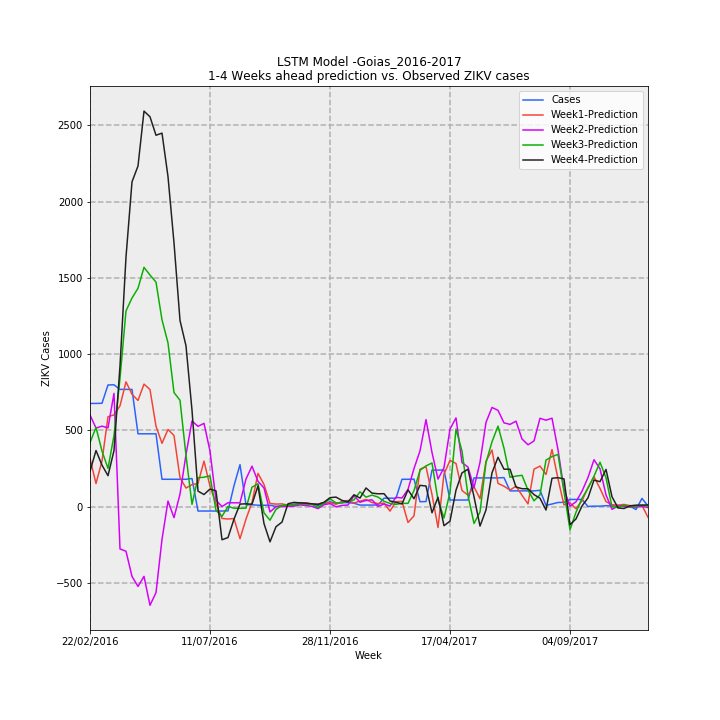 LSTM Model -Goias_2016-2017
1-4 Weeks ahead prediction vs. Observed ZIKV cases
Cases
Week1-Prediction
Week2-Prediction
Week3-Prediction
Week4-Prediction
2500
2000
1500
1000
500
0
−500
ZIKV Cases
22/02/2016 11/07/2016 28/11/2016 17/04/2017 04/09/2017
Week